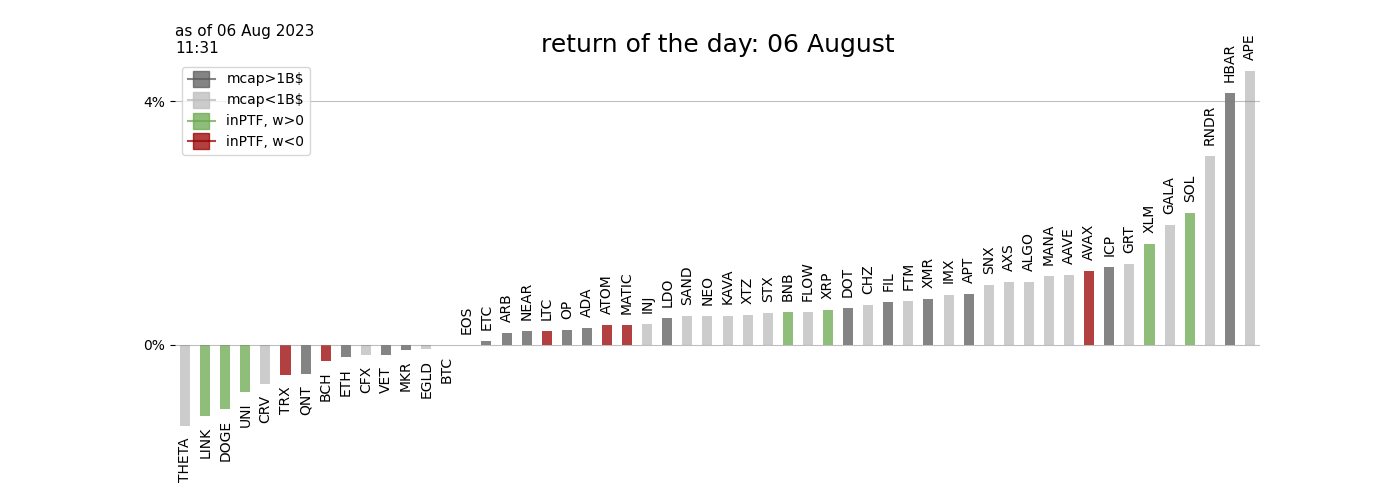 as of 06 Aug 2023
11:31
return of the day: 06 August
mcap>1B$
mcap<1B$
inPTF, w>0
inPTF, w<0
4%
0%
THETA
LINK
DOGE
UNI
CRV
TRX
QNT
BCH
ETH
CFX
VET
MKR
EGLD
BTC
EOS
ETC
ARB
NEAR
LTC
OP
ADA
ATOM
MATIC
INJ
LDO
SAND
NEO
KAVA
XTZ
STX
BNB
FLOW
XRP
DOT
CHZ
FIL
FTM
XMR
IMX
APT
SNX
AXS
ALGO
MANA
AAVE
AVAX
ICP
GRT
XLM
GALA
SOL
RNDR
HBAR
APE